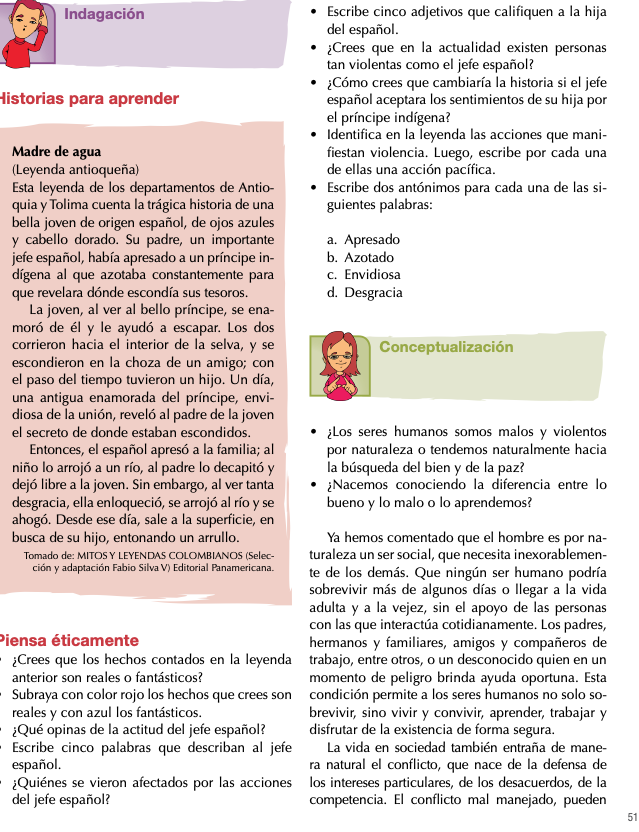 Indagación
Historias para aprender
Madre de agua
(Leyenda antioqueña)
Esta leyenda de los departamentos de Antio-
quia y Tolima cuenta la trágica historia de una
bella joven de origen español, de ojos azules
y cabello dorado. Su padre, un importante
jefe español, había apresado a un príncipe in-
dígena al que azotaba constantemente para
que revelara dónde escondía sus tesoros.
La joven, al ver al bello príncipe, se ena-
moró de él y le ayudó a escapar. Los dos
corrieron hacia el interior de la selva, y se
escondieron en la choza de un amigo; con
el paso del tiempo tuvieron un hijo. Un día,
una antigua enamorada del príncipe, envi-
diosa de la unión, reveló al padre de la joven
el secreto de donde estaban escondidos.
Entonces, el español apresó a la familia; al
niño lo arrojó a un río, al padre lo decapitó y
dejó libre a la joven. Sin embargo, al ver tanta
desgracia, ella enloqueció, se arrojó al río y se
ahogó. Desde ese día, sale a la superficie, en
busca de su hijo, entonando un arrullo.
Tomado de: MITOS Y LEYENDAS COLOMBIANOS (Selec-
ción y adaptación Fabio Silva V) Editorial Panamericana.
Piensa éticamente
• ¿Crees que los hechos contados en la leyenda
anterior son reales o fantásticos?
• Subraya con color rojo los hechos que crees son
reales y con azul los fantásticos.
• ¿Qué opinas de la actitud del jefe español?
• Escribe cinco palabras que describan al jefe
español.
• ¿Quiénes se vieron afectados por las acciones
del jefe español?
• Escribe cinco adjetivos que califiquen a la hija
del español.
• ¿Crees que en la actualidad existen personas
tan violentas como el jefe español?
• ¿Cómo crees que cambiaría la historia si el jefe
español aceptara los sentimientos de su hija por
el príncipe indígena?
• Identifica en la leyenda las acciones que mani-
fiestan violencia. Luego, escribe por cada una
de ellas una acción pacífica.
• Escribe dos antónimos para cada una de las si-
guientes palabras:
a. Apresado
b. Azotado
c. Envidiosa
d. Desgracia
Conceptualización
• ¿Los seres humanos somos malos y violentos
por naturaleza o tendemos naturalmente hacia
la búsqueda del bien y de la paz?
• ¿Nacemos conociendo la diferencia entre lo
bueno y lo malo o lo aprendemos?
Ya hemos comentado que el hombre es por na-
turaleza un ser social, que necesita inexorablemen-
te de los demás. Que ningún ser humano podría
sobrevivir más de algunos días o llegar a la vida
adulta y a la vejez, sin el apoyo de las personas
con las que interactúa cotidianamente. Los padres,
hermanos y familiares, amigos y compañeros de
trabajo, entre otros, o un desconocido quien en un
momento de peligro brinda ayuda oportuna. Esta
condición permite a los seres humanos no solo so-
brevivir, sino vivir y convivir, aprender, trabajar y
disfrutar de la existencia de forma segura.
La vida en sociedad también entraña de mane-
ra natural el conflicto, que nace de la defensa de
los intereses particulares, de los desacuerdos, de la
competencia. El conflicto mal manejado, pueden
51